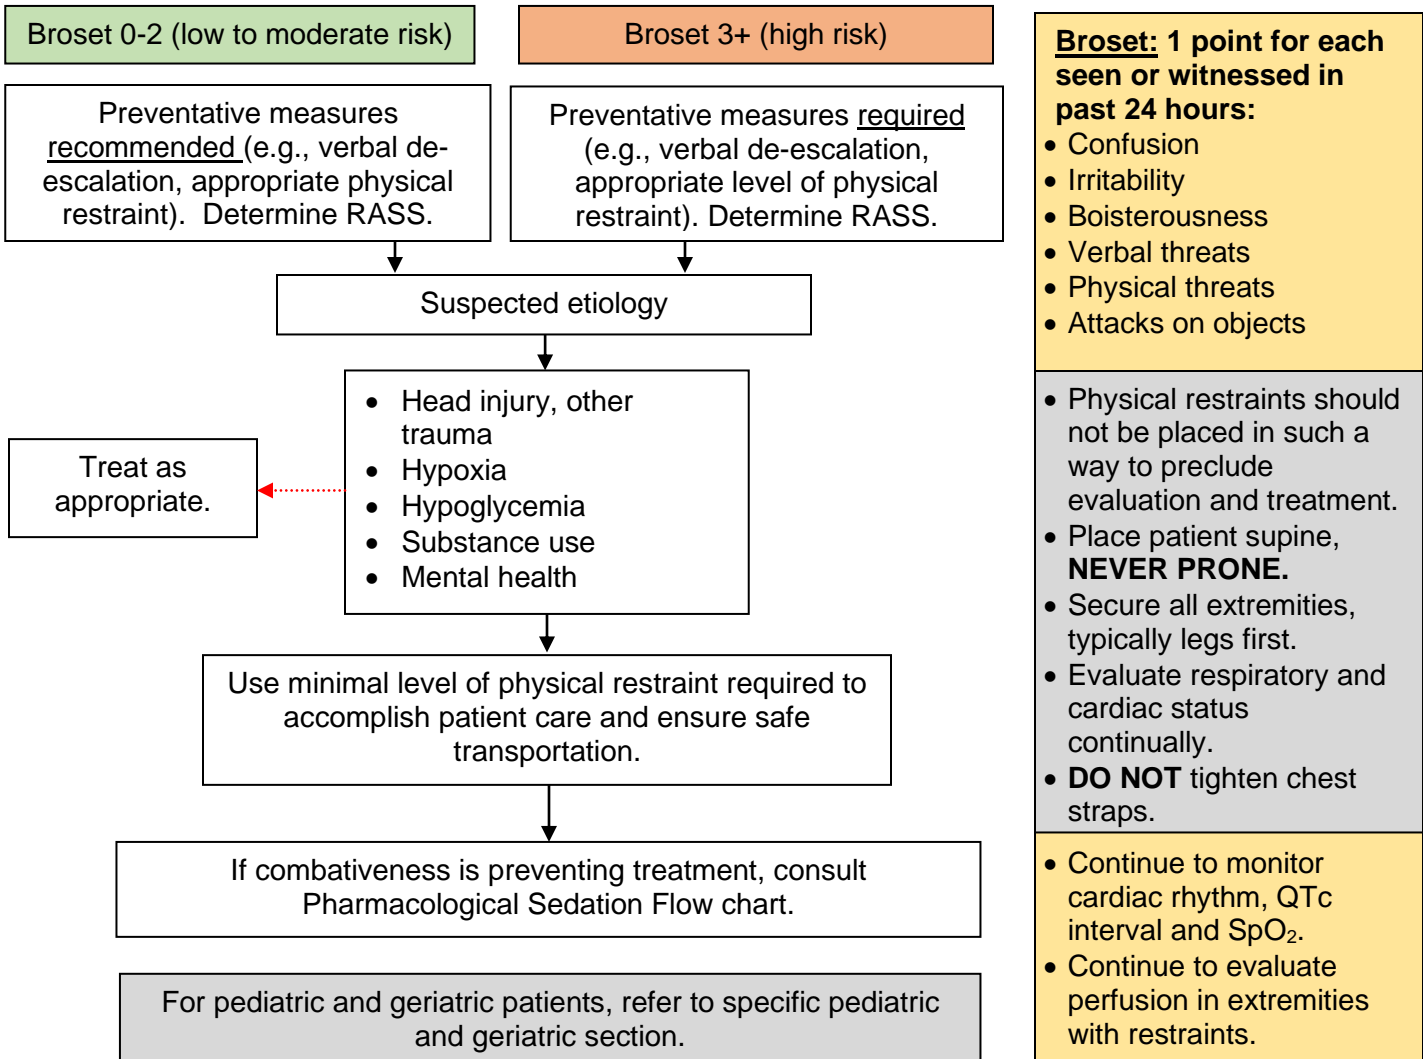 Broset 0-2 (low to moderate risk)
Broset 3+ (high risk)
Preventative measures
recommended (e.g., verbal de-
escalation, appropriate physical
restraint).  Determine RASS.
Preventative measures required
(e.g., verbal de-escalation,
appropriate level of physical
restraint). Determine RASS.
Suspected etiology
• Head injury, other
trauma
• Hypoxia
• Hypoglycemia
• Substance use
• Mental health
Treat as
appropriate.
Use minimal level of physical restraint required to
accomplish patient care and ensure safe
transportation.
If combativeness is preventing treatment, consult
Pharmacological Sedation Flow chart.
For pediatric and geriatric patients, refer to specific pediatric
and geriatric section.
Broset: 1 point for each
seen or witnessed in
past 24 hours:
• Confusion
• Irritability
• Boisterousness
• Verbal threats
• Physical threats
• Attacks on objects
• Physical restraints should
not be placed in such a
way to preclude
evaluation and treatment.
• Place patient supine,
NEVER PRONE.
• Secure all extremities,
typically legs first.
• Evaluate respiratory and
cardiac status
continually.
• DO NOT tighten chest
straps.
• Continue to monitor
cardiac rhythm, QTc
interval and SpO₂.
• Continue to evaluate
perfusion in extremities
with restraints.